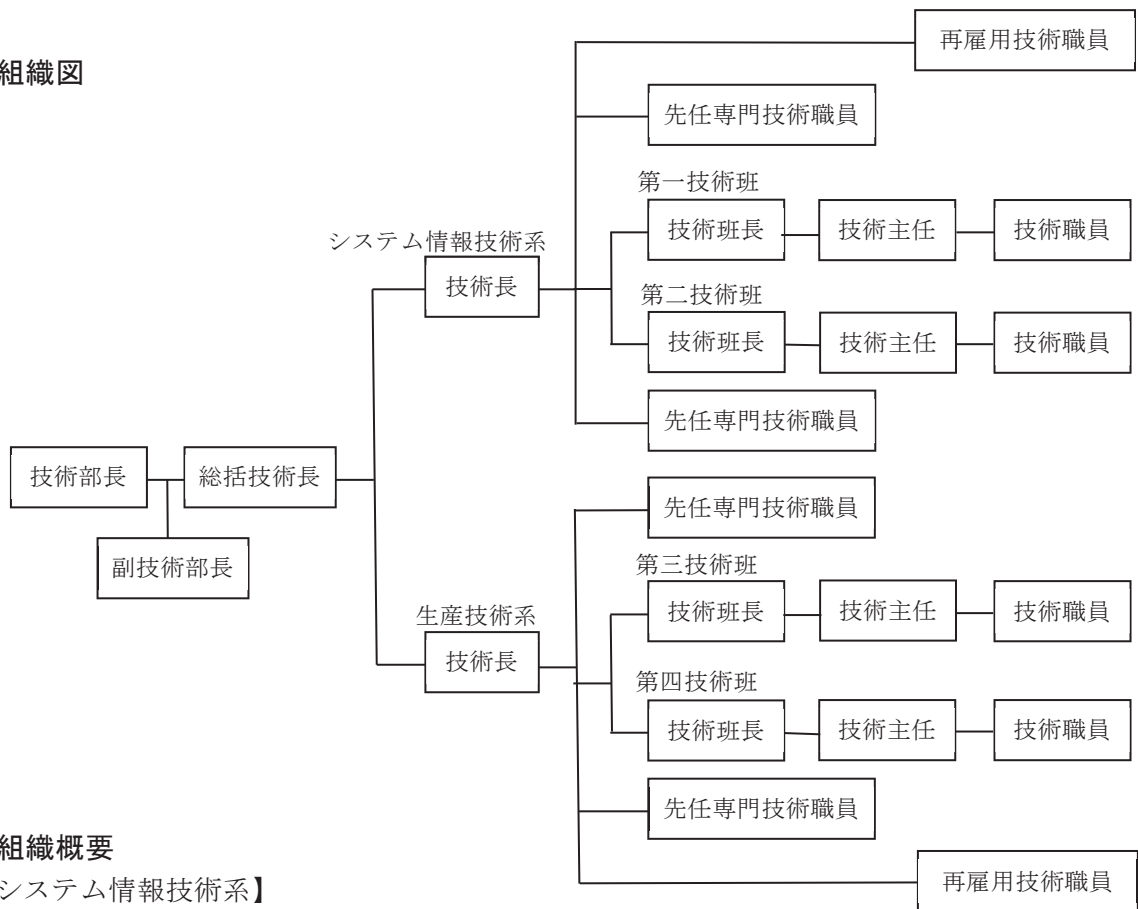 組織図
再雇用技術職員
先任専門技術職員
第一技術班
技術班長
技術主任
技術職員
システム情報技術系
技術長
第二技術班
技術班長
技術主任
技術職員
先任専門技術職員
技術部長
総括技術長
副技術部長
先任専門技術職員
第三技術班
技術班長
技術主任
技術職員
生産技術系
技術長
第四技術班
技術班長
技術主任
技術職員
先任専門技術職員
再雇用技術職員
組織概要
システム情報技術系】